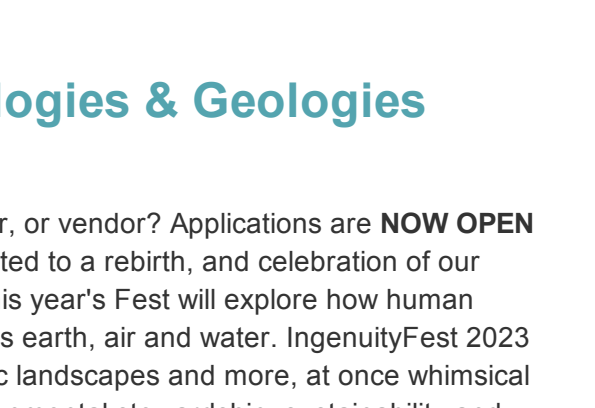 logies & Geologies
r, or vendor? Applications are NOW OPEN
ted to a rebirth, and celebration of our
is year's Fest will explore how human
s earth, air and water. IngenuityFest 2023
c landscapes and more, at once whimsical